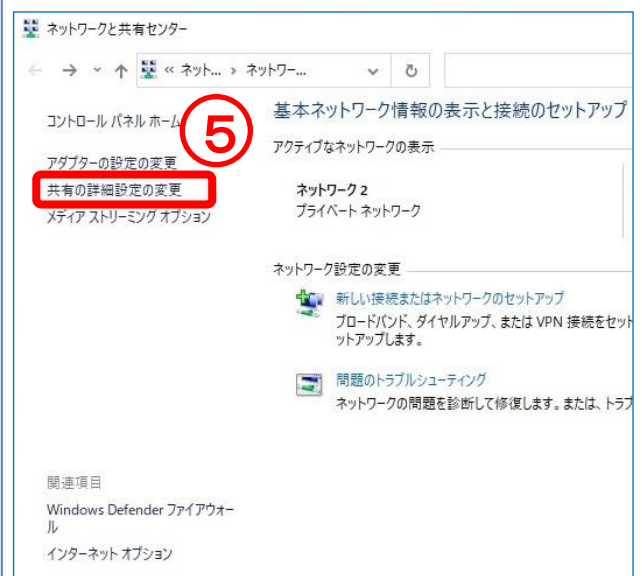 ネットワークと共有センター
« ネット... › ネットワー...
コントロール パネル ホーム
⑤
アダプターの設定の変更
共有の詳細設定の変更
メディア ストリーミング オプション
基本ネットワーク情報の表示と接続のセットアップ
アクティブなネットワークの表示
ネットワーク 2
プライベート ネットワーク
ネットワーク設定の変更
新しい接続またはネットワークのセットアップ
ブロードバンド、ダイヤルアップ、または VPN 接続をセット
ットアップします。
問題のトラブルシューティング
ネットワークの問題を診断して修復します。または、トラブ
関連項目
Windows Defender ファイアウォー
ル
インターネット オプション